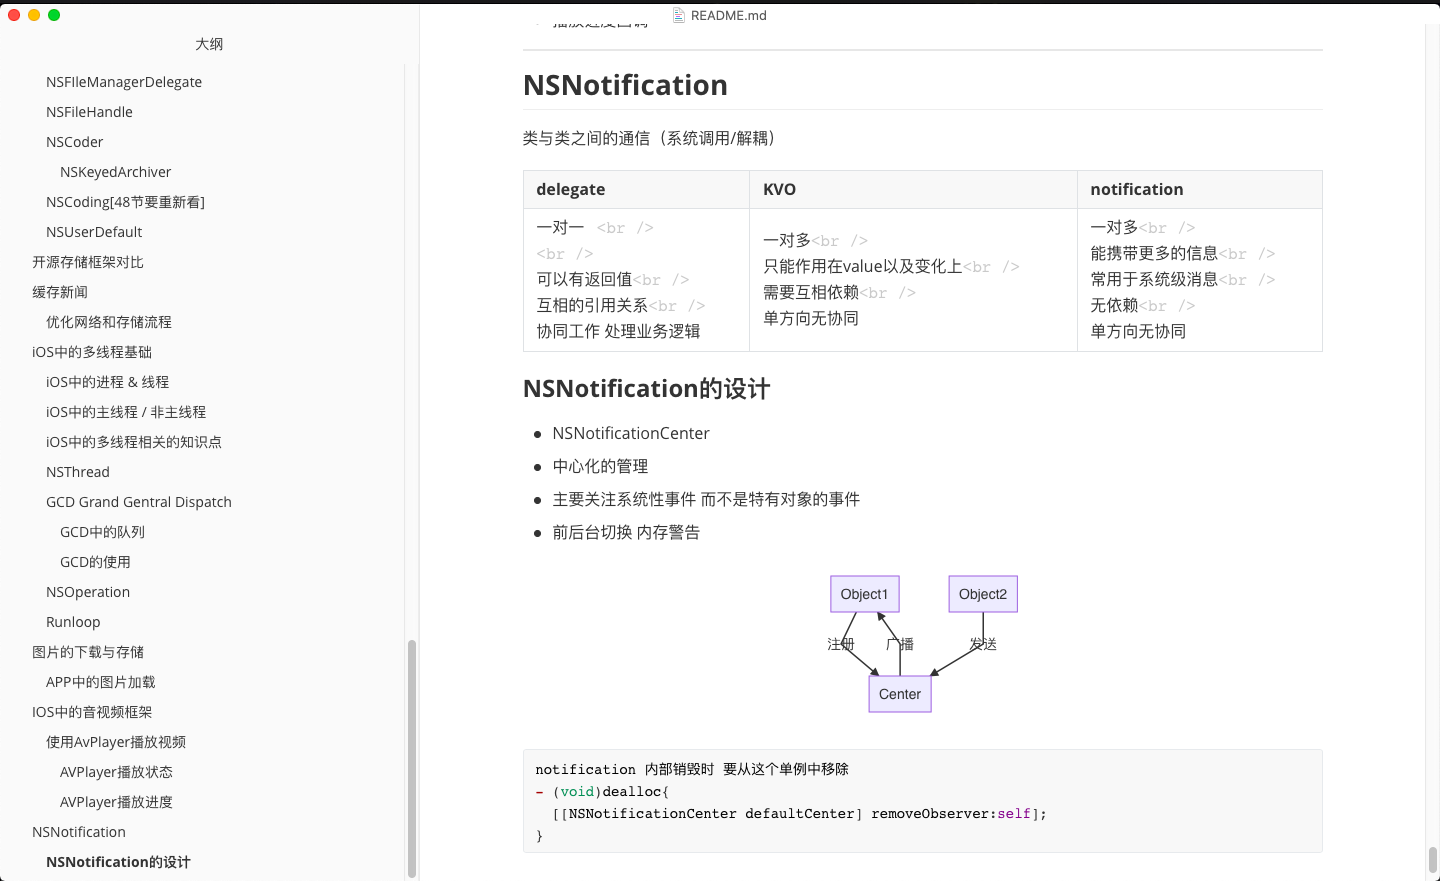 README.md
大纲
NSFIleManagerDelegate
NSFileHandle
NSCoder
NSKeyedArchiver
NSCoding[48节要重新看]
NSUserDefault
开源存储框架对比
缓存新闻
优化网络和存储流程
iOS中的多线程基础
iOS中的进程 & 线程
iOS中的主线程 / 非主线程
iOS中的多线程相关的知识点
NSThread
GCD Grand Gentral Dispatch
GCD中的队列
GCD的使用
NSOperation
Runloop
图片的下载与存储
APP中的图片加载
IOS中的音视频框架
使用AvPlayer播放视频
AVPlayer播放状态
AVPlayer播放进度
NSNotification
NSNotification的设计
NSNotification
类与类之间的通信（系统调用/解耦）
delegate KVO notification
一对一 <br />
<br />
可以有返回值<br />
互相的引用关系<br />
协同工作 处理业务逻辑
一对多<br />
只能作用在value以及变化上<br />
需要互相依赖<br />
单方向无协同
一对多<br />
能携带更多的信息<br />
常用于系统级消息<br />
无依赖<br />
单方向无协同
NSNotification的设计
NSNotificationCenter
中心化的管理
主要关注系统性事件 而不是特有对象的事件
前后台切换 内存警告
Object1 Object2
注册 广播 发送
Center
notification 内部销毁时 要从这个单例中移除
- (void)dealloc{
[[NSNotificationCenter defaultCenter] removeObserver:self];
}